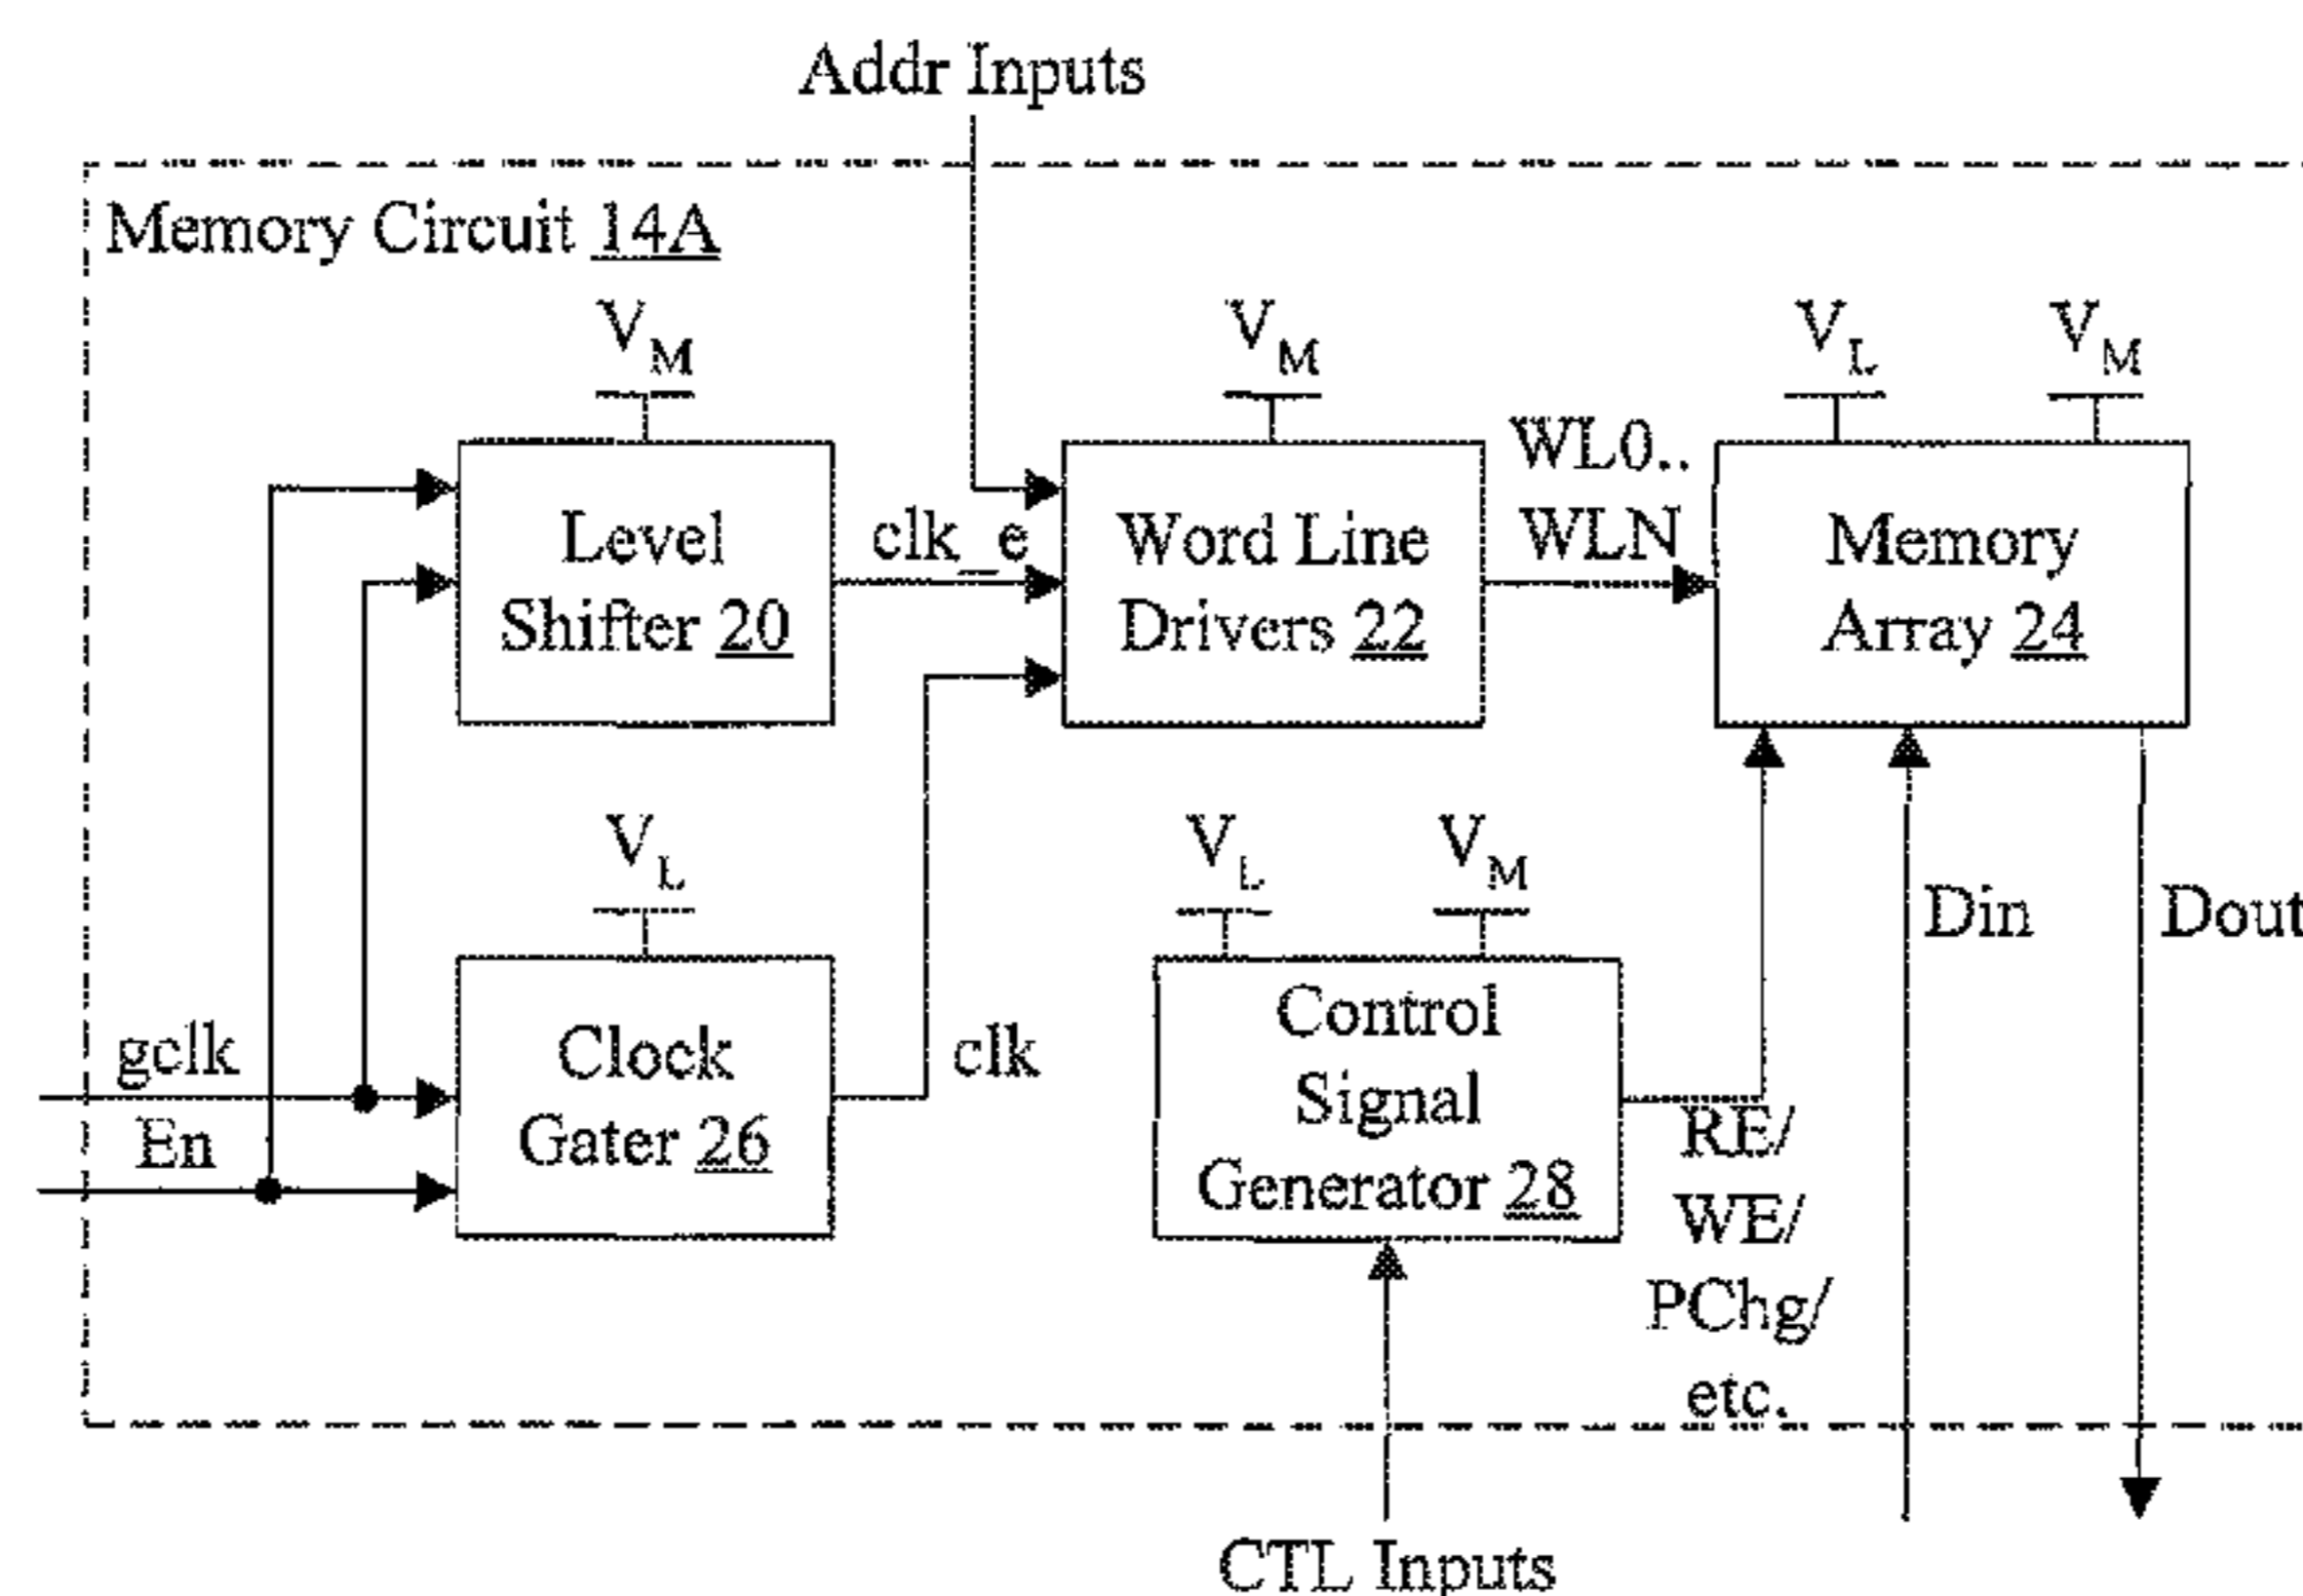 Addr Inputs
Memory Circuit 14A
V_M
V_M
V_L
V_M
Level
Shifter 20
clk_e
Word Line
Drivers 22
WL0..
WLN
Memory
Array 24
V_L
V_L
V_M
Din
Dout
gclk
En
Clock
Gater 26
clk
Control
Signal
Generator 28
RE/
WE/
PChg/
etc.
CTL Inputs